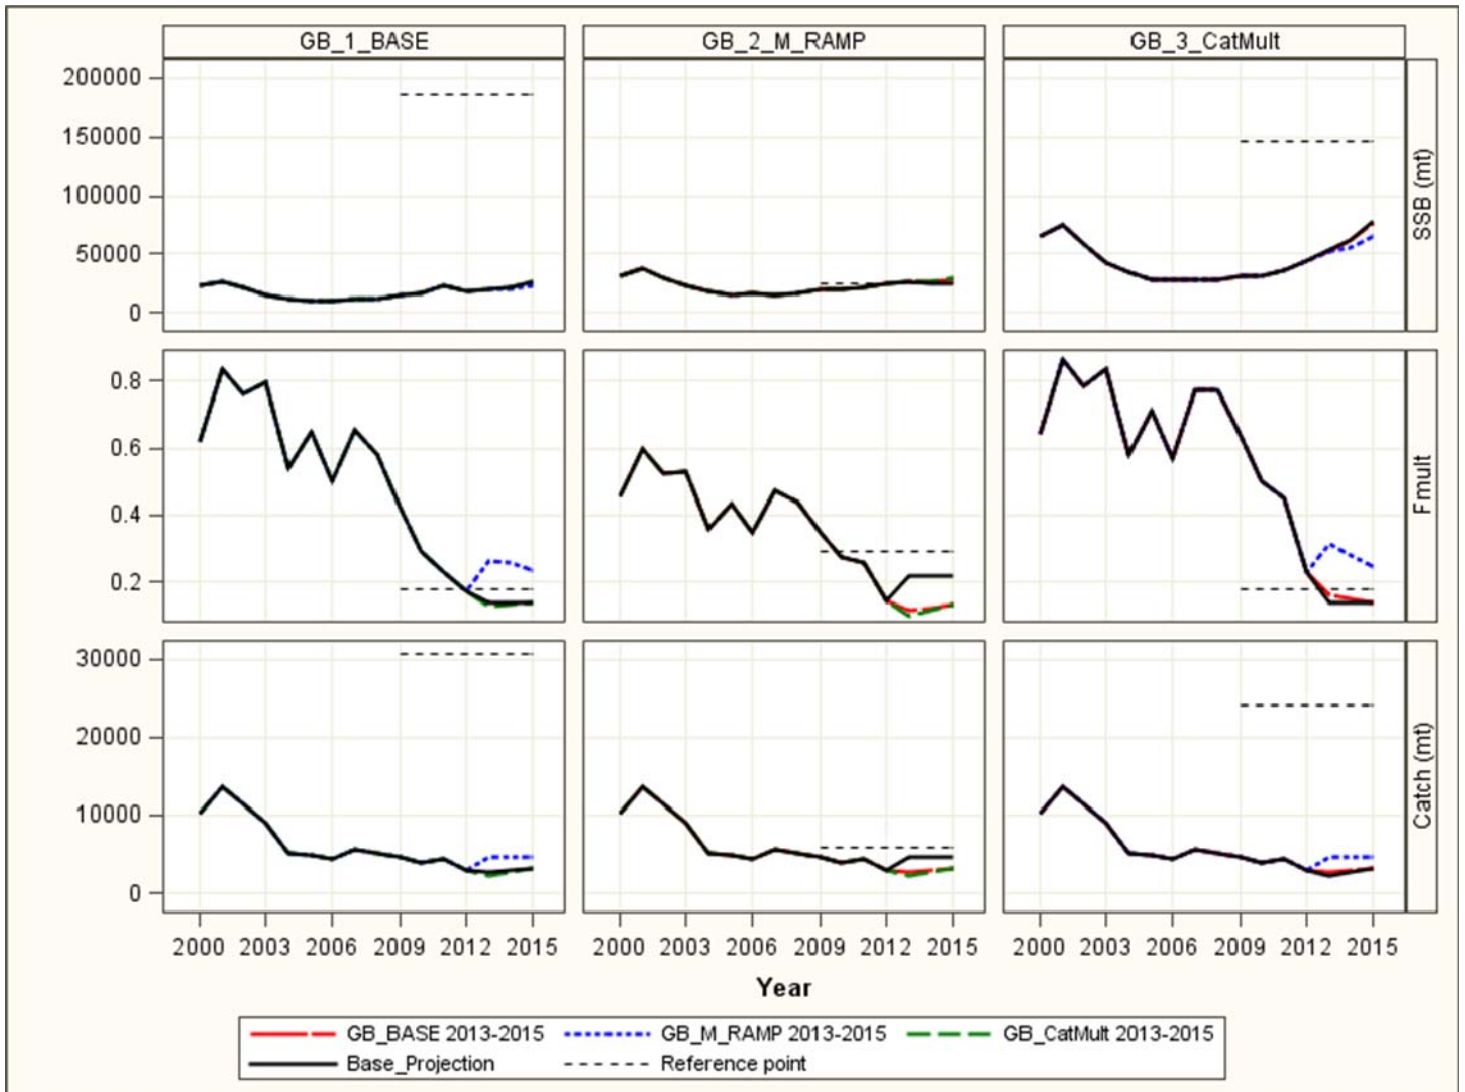 GB_1_BASE GB_2_M_RAMP GB_3_CatMult
200000
150000
100000
50000
0
SSB (mt)
0.8
0.6
0.4
0.2
Fmult
30000
20000
10000
0
Catch (mt)
2000 2003 2006 2009 2012 2015 2000 2003 2006 2009 2012 2015 2000 2003 2006 2009 2012 2015
Year
GB_BASE 2013-2015 GB_M_RAMP 2013-2015 GB_CatMult 2013-2015
Base_Projection Reference point